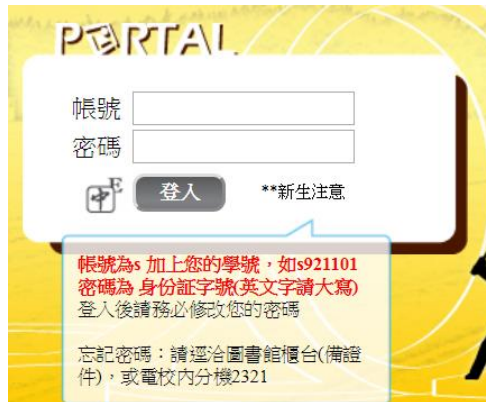 PORTAL
帳號
密碼
中E 登入 **新生注意
帳號為s 加上您的學號，如s921101
密碼為 身份証字號(英文字請大寫)
登入後請務必修改您的密碼
忘記密碼：請逕洽圖書館櫃台(備證
件)，或電校內分機2321